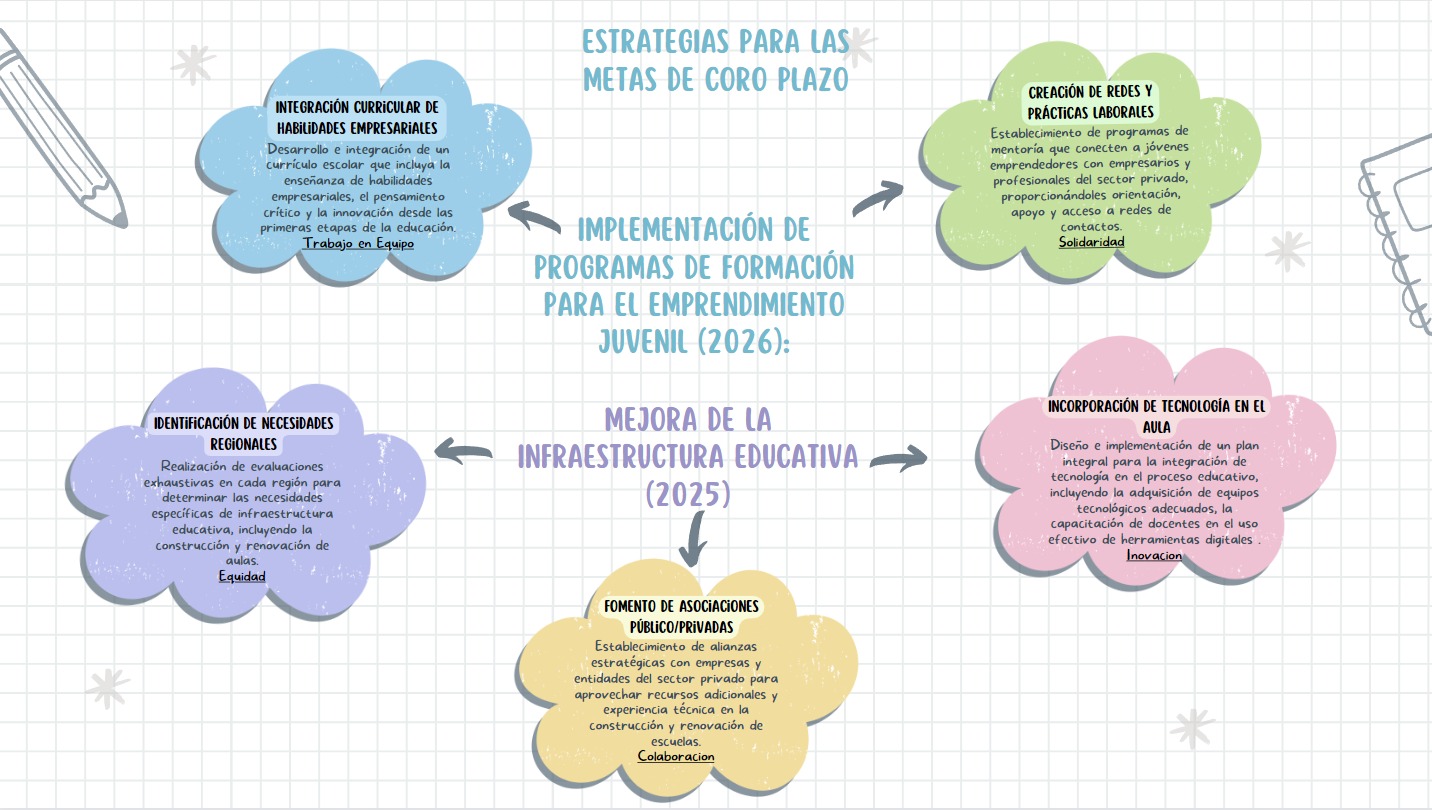 ESTRATEGIAS PARA LAS
METAS DE CORO PLAZO
INTEGRACIÓN CURRICULAR DE
HABILIDADES EMPRESARIALES
Desarrollo e integración de un
currículo escolar que incluya la
enseñanza de habilidades
empresariales, el pensamiento
crítico y la innovación desde las
primeras etapas de la educación.
Trabajo en Equipo
CREACIÓN DE REDES Y
PRÁCTICAS LABORALES
Establecimiento de programas de
mentoría que conecten a jóvenes
emprendedores con empresarios y
profesionales del sector privado,
proporcionándoles orientación,
apoyo y acceso a redes de
contactos.
Solidaridad
IMPLEMENTACIÓN DE
PROGRAMAS DE FORMACIÓN
PARA EL EMPRENDIMIENTO
JUVENIL (2026):
MEJORA DE LA
INFRAESTRUCTURA EDUCATIVA
(2025)
IDENTIFICACIÓN DE NECESIDADES
REGIONALES
Realización de evaluaciones
exhaustivas en cada región para
determinar las necesidades
específicas de infraestructura
educativa, incluyendo la
construcción y renovación de
aulas.
Equidad
INCORPORACIÓN DE TECNOLOGÍA EN EL
AULA
Diseño e implementación de un plan
integral para la integración de
tecnología en el proceso educativo,
incluyendo la adquisición de equipos
tecnológicos adecuados, la
capacitación de docentes en el uso
efectivo de herramientas digitales .
Inovacion
FOMENTO DE ASOCIACIONES
PÚBLICO/PRIVADAS
Establecimiento de alianzas
estratégicas con empresas y
entidades del sector privado para
aprovechar recursos adicionales y
experiencia técnica en la
construcción y renovación de
escuelas.
Colaboracion